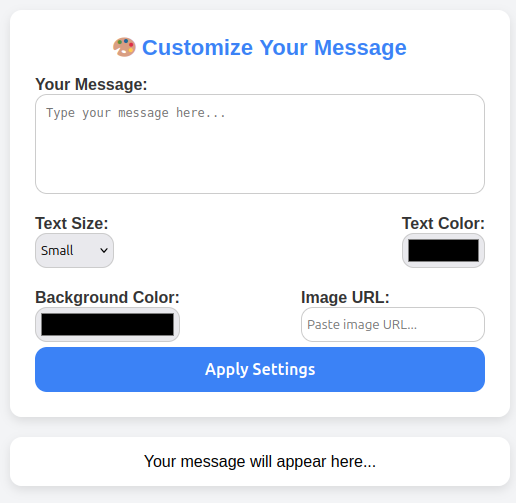 🎨 Customize Your Message
Your Message:
Type your message here...
Text Size: Text Color:
Small
Background Color: Image URL:
Paste image URL...
Apply Settings
Your message will appear here...